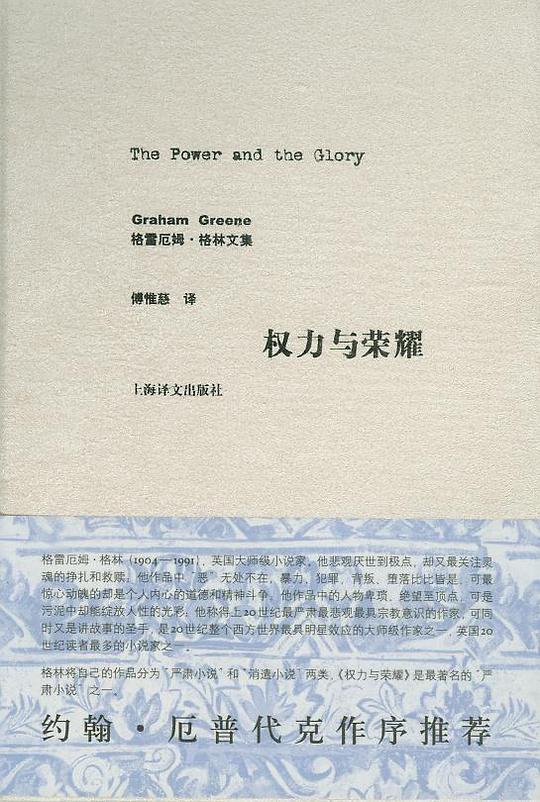 The Power and the Glory
Graham Greene
格雷厄姆·格林文集
傅惟慈 译
权力与荣耀
上海译文出版社
格雷厄姆·格林（1904—1991），英国大师级小说家，他悲观厌世到极点，却又最关注灵
魂的挣扎和救赎。他作品中“恶”无处不在，暴力、犯罪、背叛、堕落比比皆是，可最
惊心动魄的却是个人内心的道德和精神斗争。他作品中的人物卑琐、绝望至顶点，可是
污泥中却能绽放人性的光彩。他称得上20世纪最严肃最悲观最具宗教意识的作家，可同
时又是讲故事的圣手，是20世纪整个西方世界最具明星效应的大师级作家之一，英国20
世纪读者最多的小说家之一。
格林将自己的作品分为“严肃小说”和“消遣小说”两类，《权力与荣耀》是最著名的“严
肃小说”之一。
约翰·厄普代克作序推荐